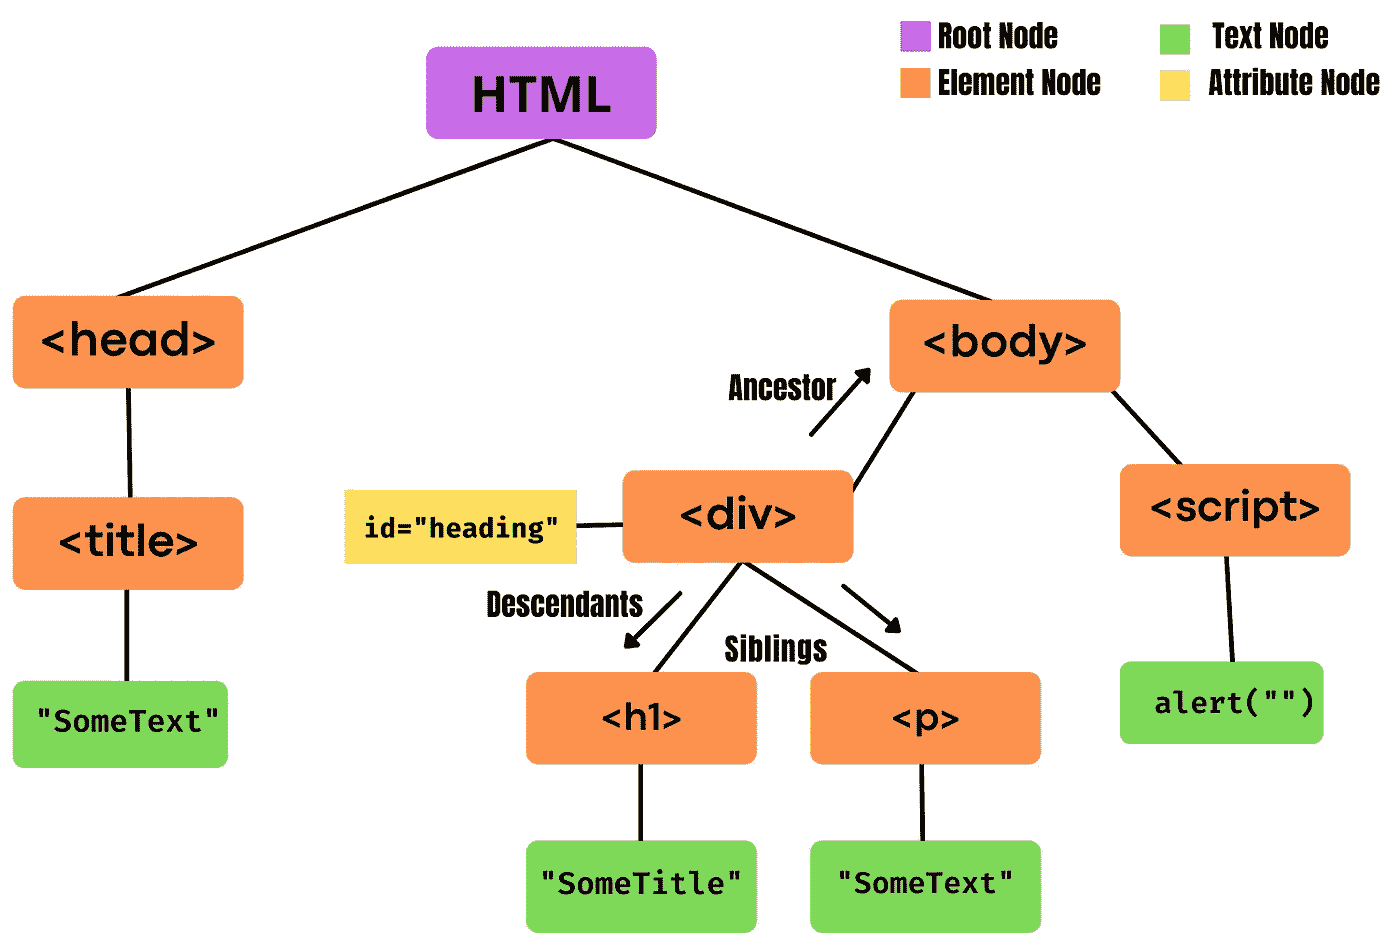 Root Node
Text Node
Element Node
Attribute Node
HTML
<head>
<body>
Ancestor
<title>
id="heading"
<div>
<script>
Descendants
Siblings
"SomeText"
<h1>
<p>
alert("")
"SomeTitle"
"SomeText"